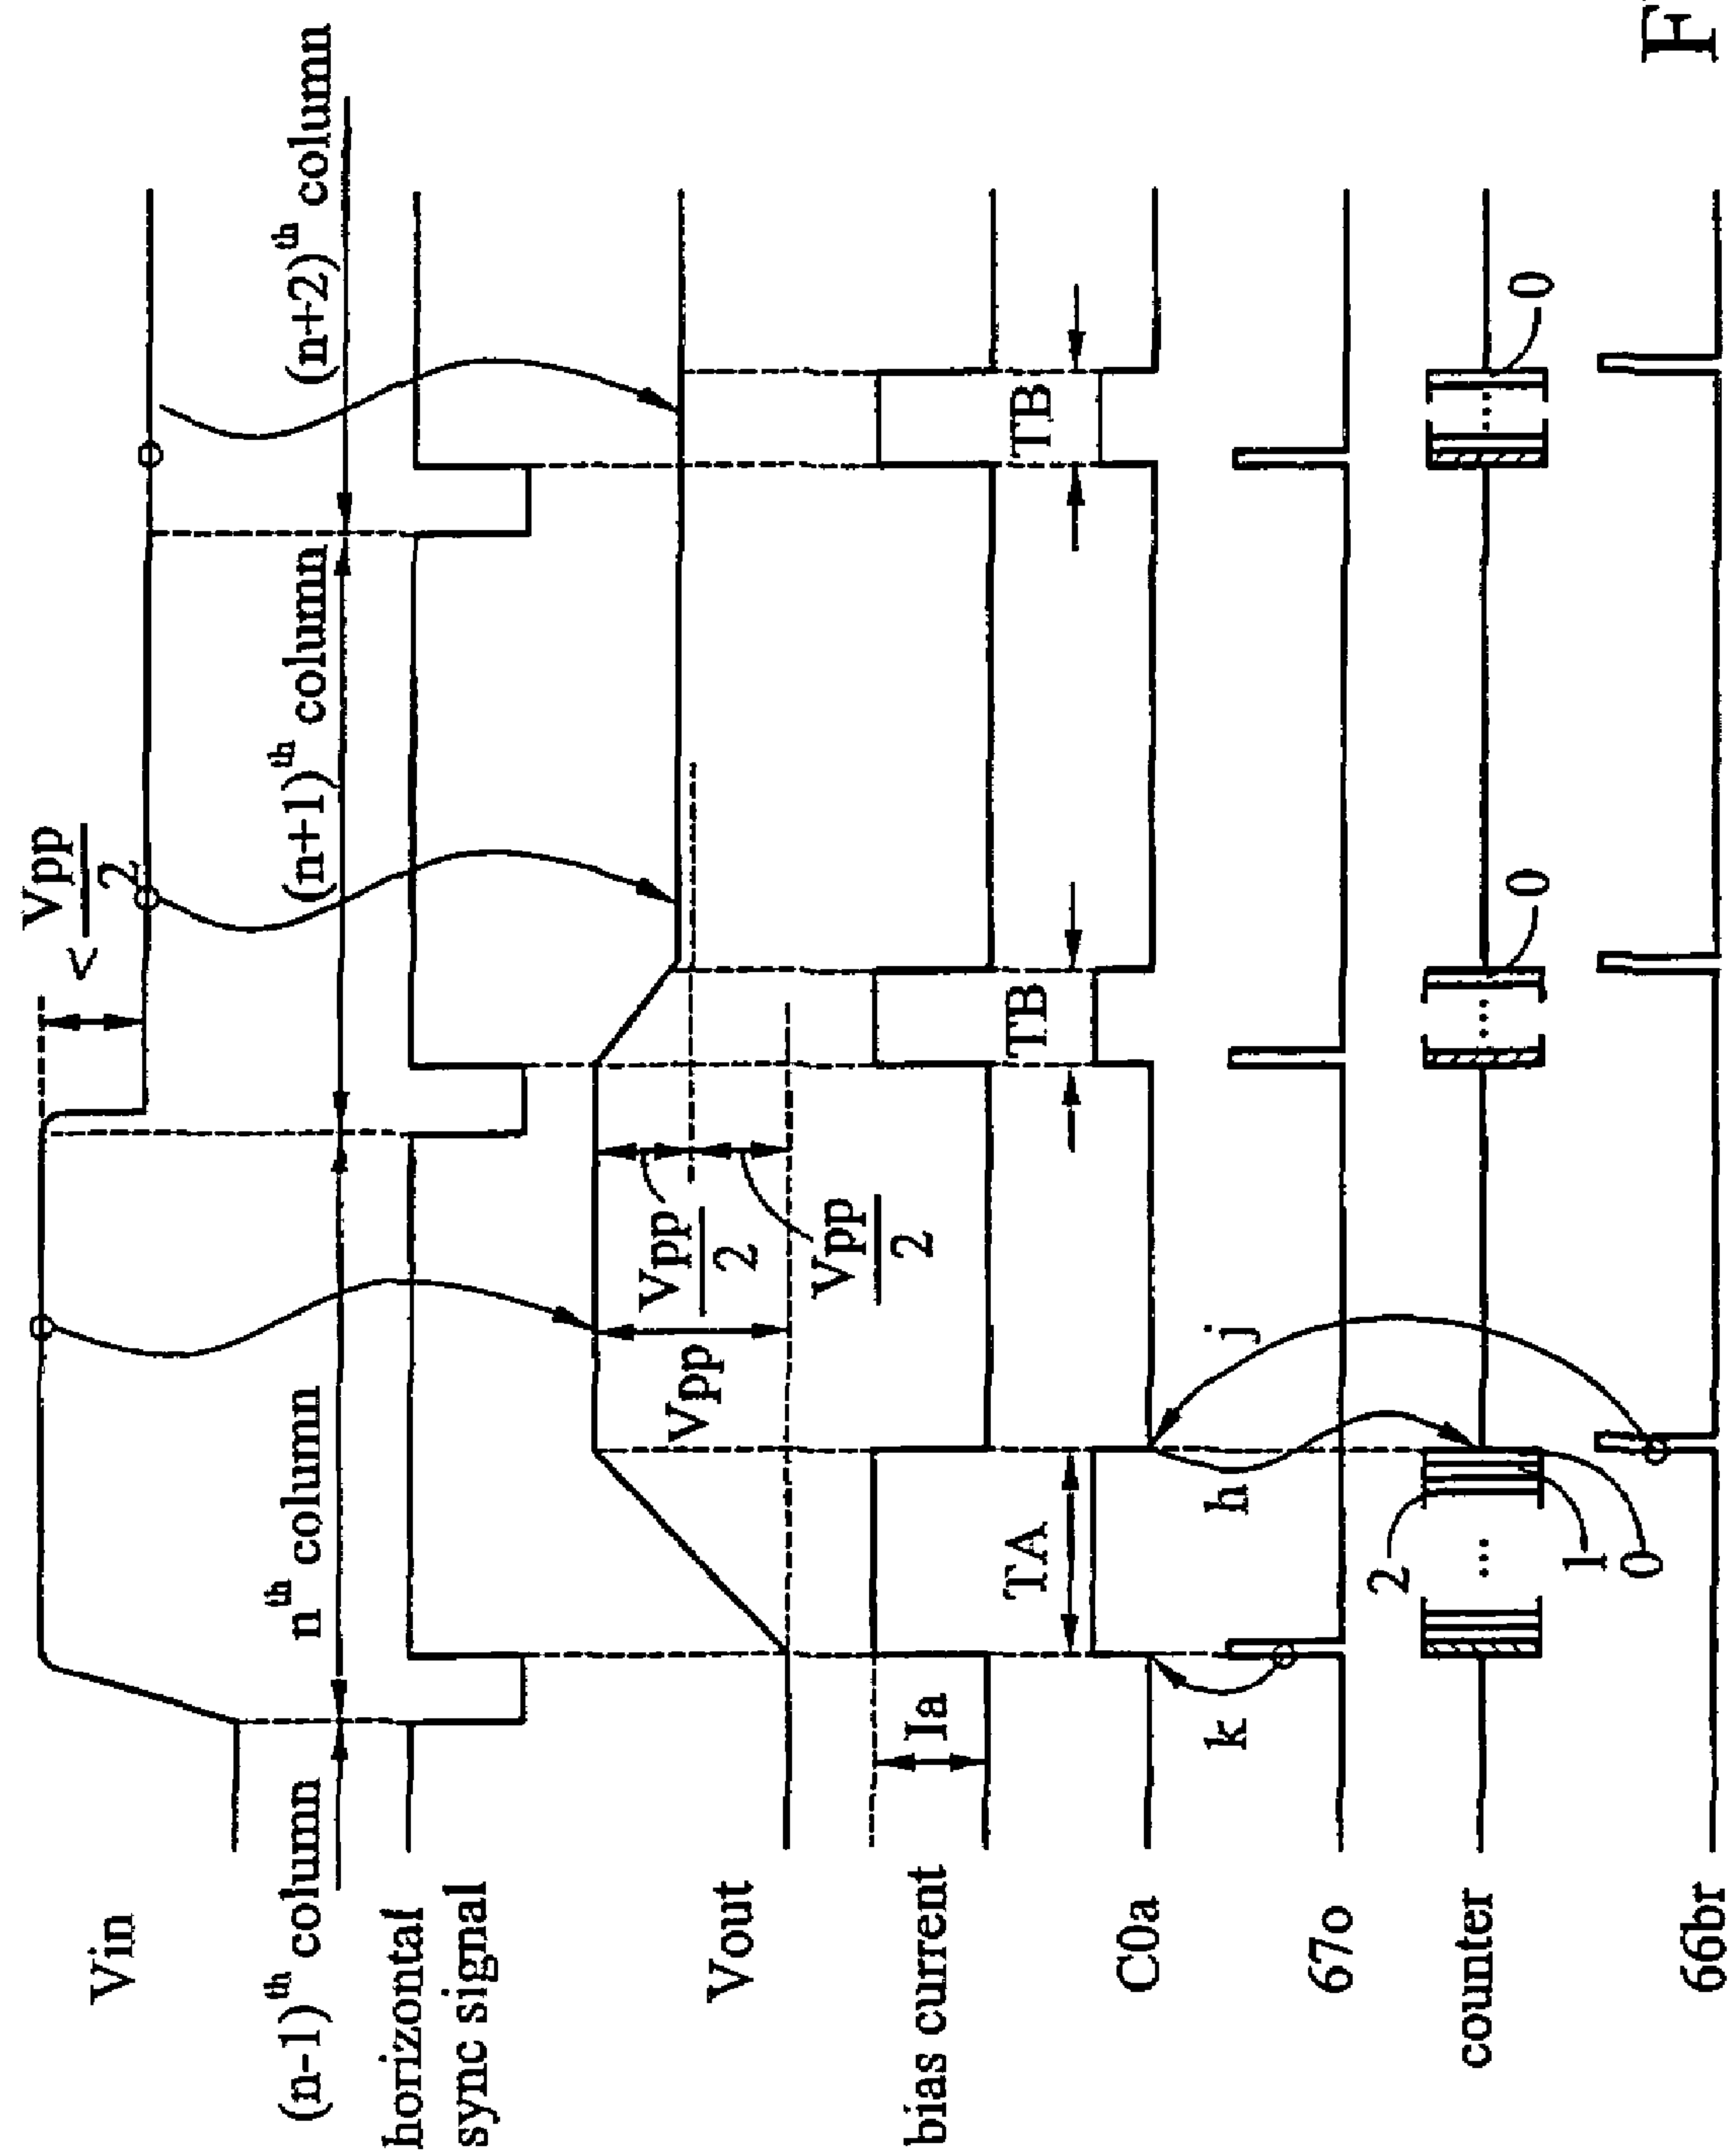 Vin
< Vpp
2
(n-1)th column
nth column
(n+1)th column
(n+2)th column
horizontal
sync signal
Vout
Vpp
Vpp
2
Vpp
2
bias current
Ia
TA
TB
TB
C0a
k
h
j
67o
counter
2
...
1
0
...
0
...
0
66br
F